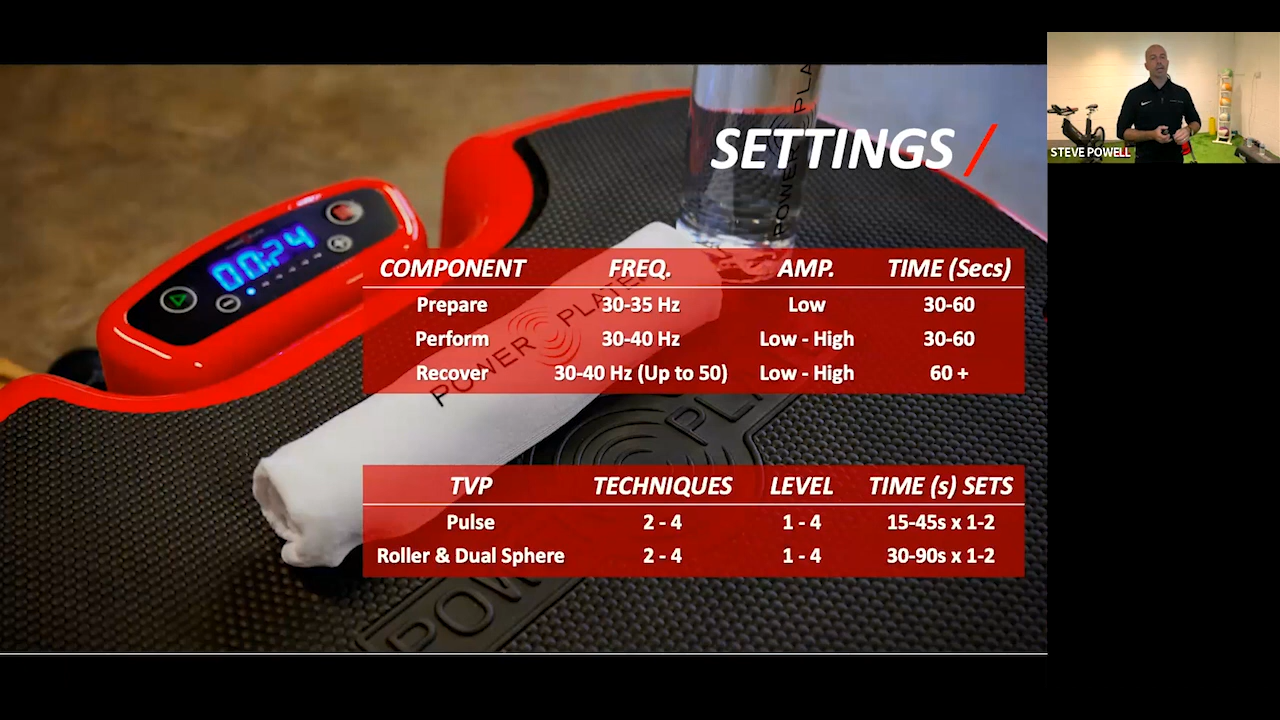 SETTINGS /
STEVE POWELL
00:24
COMPONENT FREQ. AMP. TIME (Secs)
Prepare 30-35 Hz Low 30-60
Perform 30-40 Hz Low - High 30-60
Recover 30-40 Hz (Up to 50) Low - High 60 +
POWER PLATE
TVP TECHNIQUES LEVEL TIME (s) SETS
Pulse 2 - 4 1 - 4 15-45s x 1-2
Roller & Dual Sphere 2 - 4 1 - 4 30-90s x 1-2